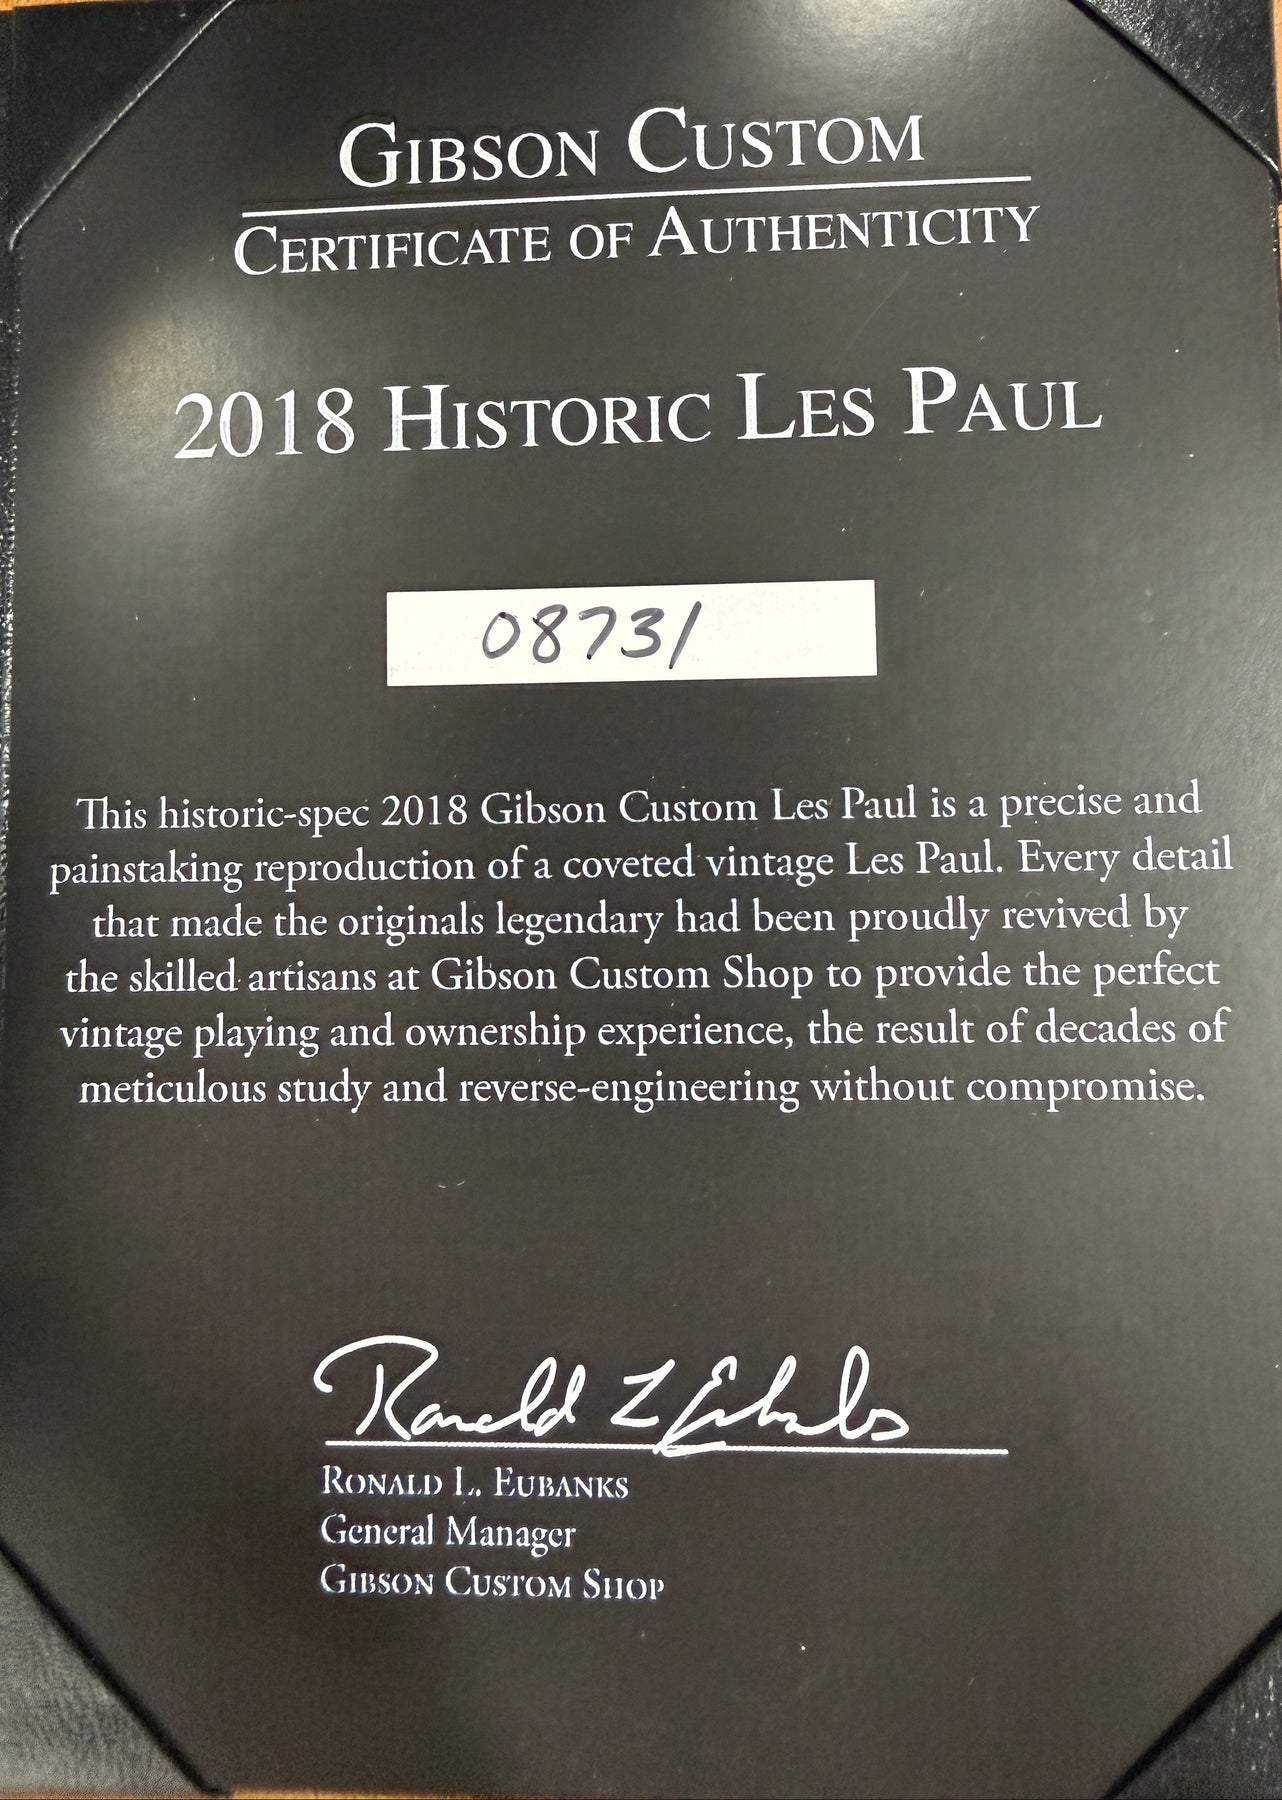 GIBSON CUSTOM
CERTIFICATE OF AUTHENTICITY
2018 HISTORIC LES PAUL
08731
This historic-spec 2018 Gibson Custom Les Paul is a precise and
painstaking reproduction of a coveted vintage Les Paul. Every detail
that made the originals legendary had been proudly revived by
the skilled artisans at Gibson Custom Shop to provide the perfect
vintage playing and ownership experience, the result of decades of
meticulous study and reverse-engineering without compromise.
Ronald L Eubanks
RONALD L. EUBANKS
General Manager
GIBSON CUSTOM SHOP